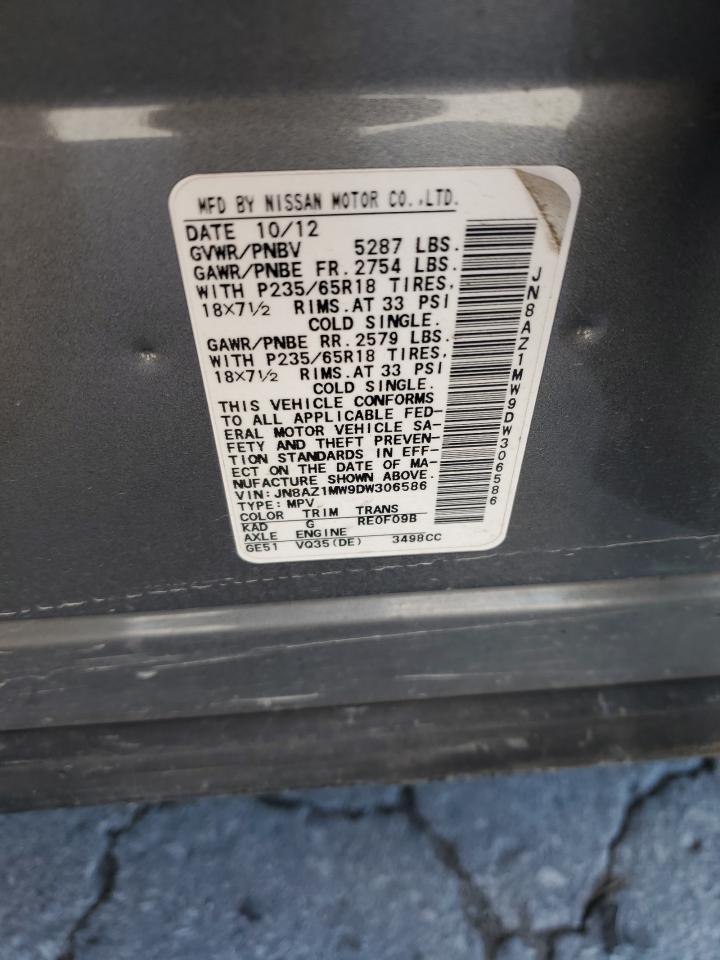 MFD BY NISSAN MOTOR CO.,LTD.
DATE 10/12
GVWR/PNBV 5287 LBS.
GAWR/PNBE FR. 2754 LBS.
WITH P235/65R18 TIRES,
18×7½ RIMS. AT 33 PSI
COLD SINGLE.
GAWR/PNBE RR. 2579 LBS.
WITH P235/65R18 TIRES,
18×7½ RIMS. AT 33 PSI
COLD SINGLE.
THIS VEHICLE CONFORMS
TO ALL APPLICABLE FED-
ERAL MOTOR VEHICLE SA-
FETY AND THEFT PREVEN-
TION STANDARDS IN EFF-
ECT ON THE DATE OF MA-
NUFACTURE SHOWN ABOVE.
VIN: JN8AZ1MW9DW306586
TYPE: MPV
COLOR TRIM TRANS
KAD G RE0F09B
AXLE ENGINE
GE51 VQ35(DE) 3498CC
JN8AZ1MW9DW306586